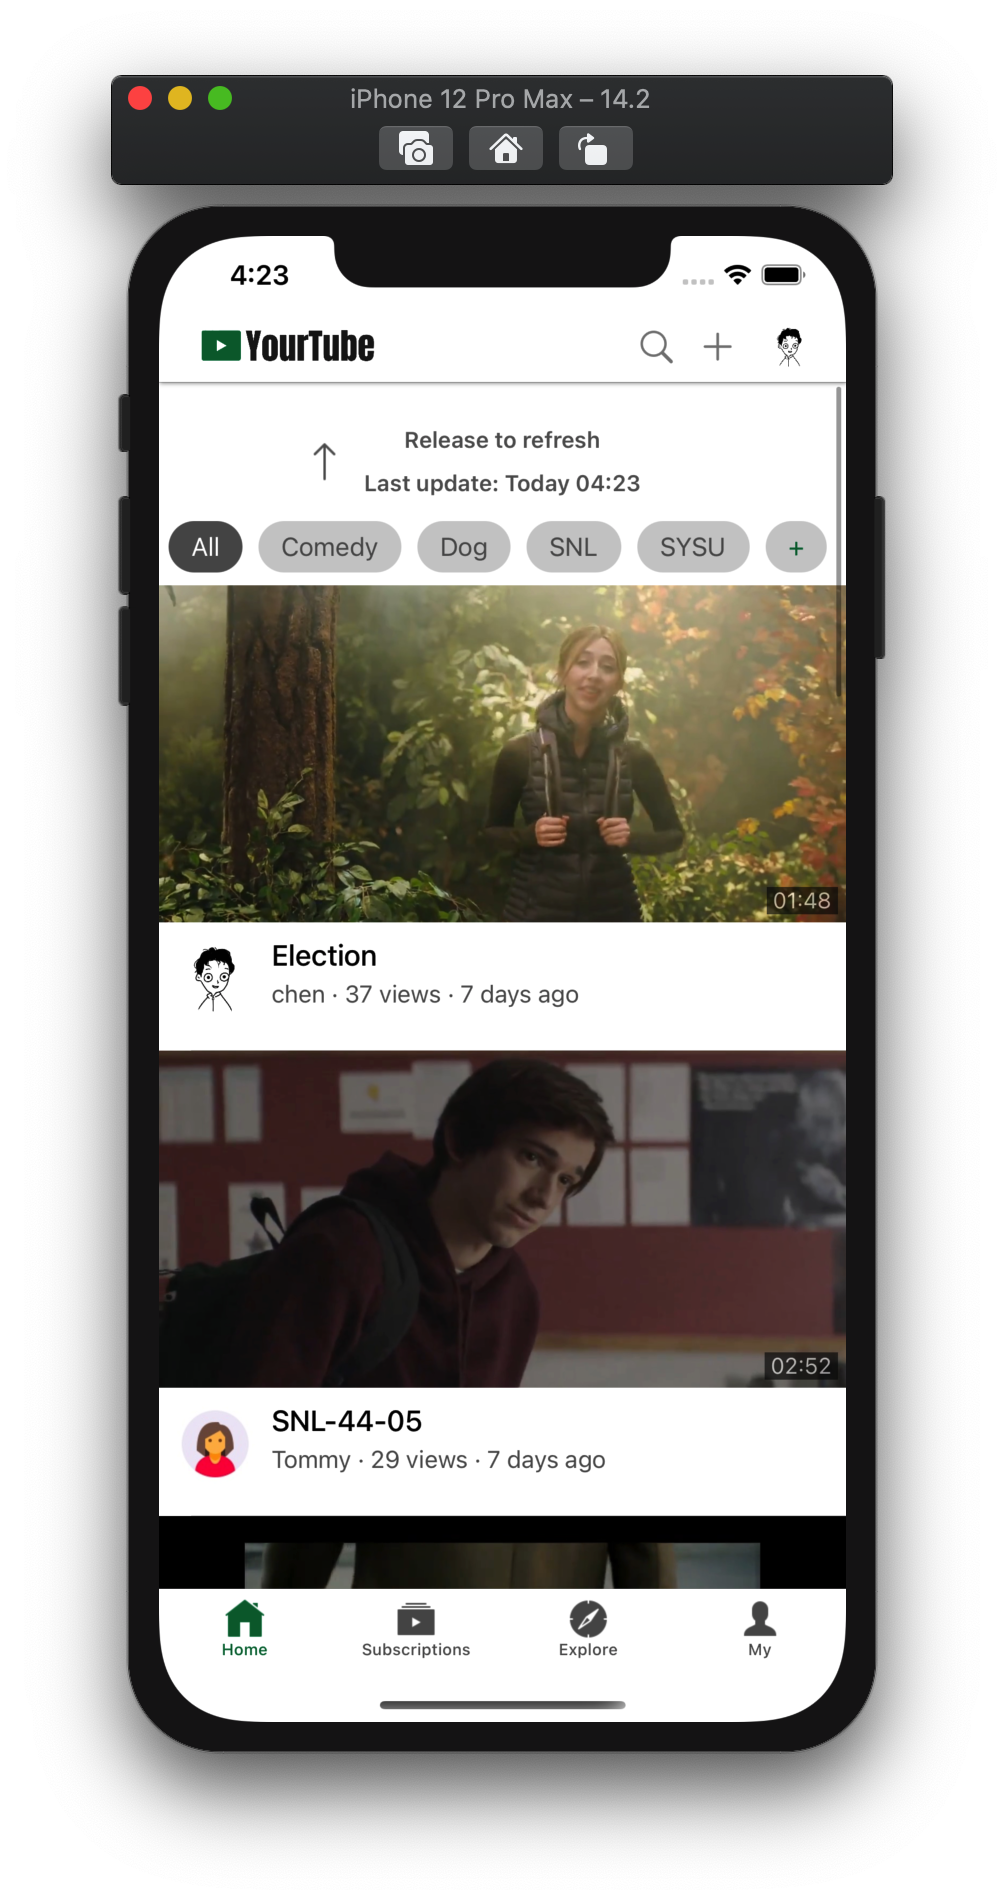 iPhone 12 Pro Max – 14.2
4:23
YourTube
Release to refresh
Last update: Today 04:23
All Comedy Dog SNL SYSU +
01:48
Election
chen · 37 views · 7 days ago
02:52
SNL-44-05
Tommy · 29 views · 7 days ago
Home Subscriptions Explore My